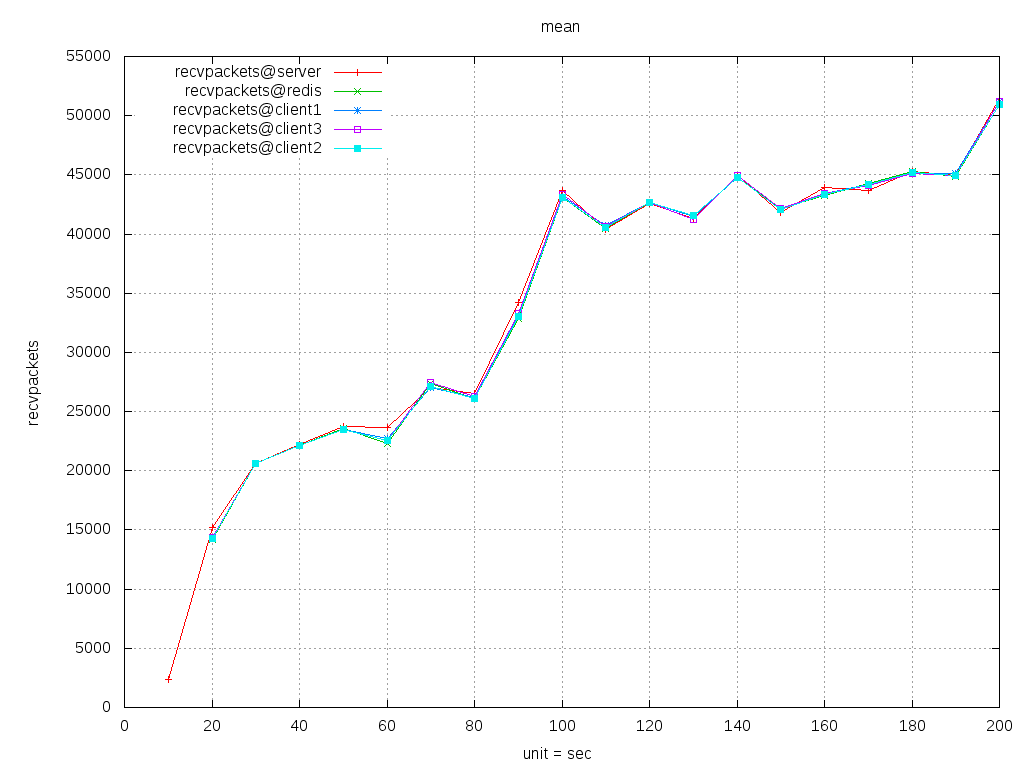 mean
55000
50000
45000
40000
35000
30000
25000
20000
15000
10000
5000
0
recvpackets
recvpackets@server
recvpackets@redis
recvpackets@client1
recvpackets@client3
recvpackets@client2
0 20 40 60 80 100 120 140 160 180 200
unit = sec